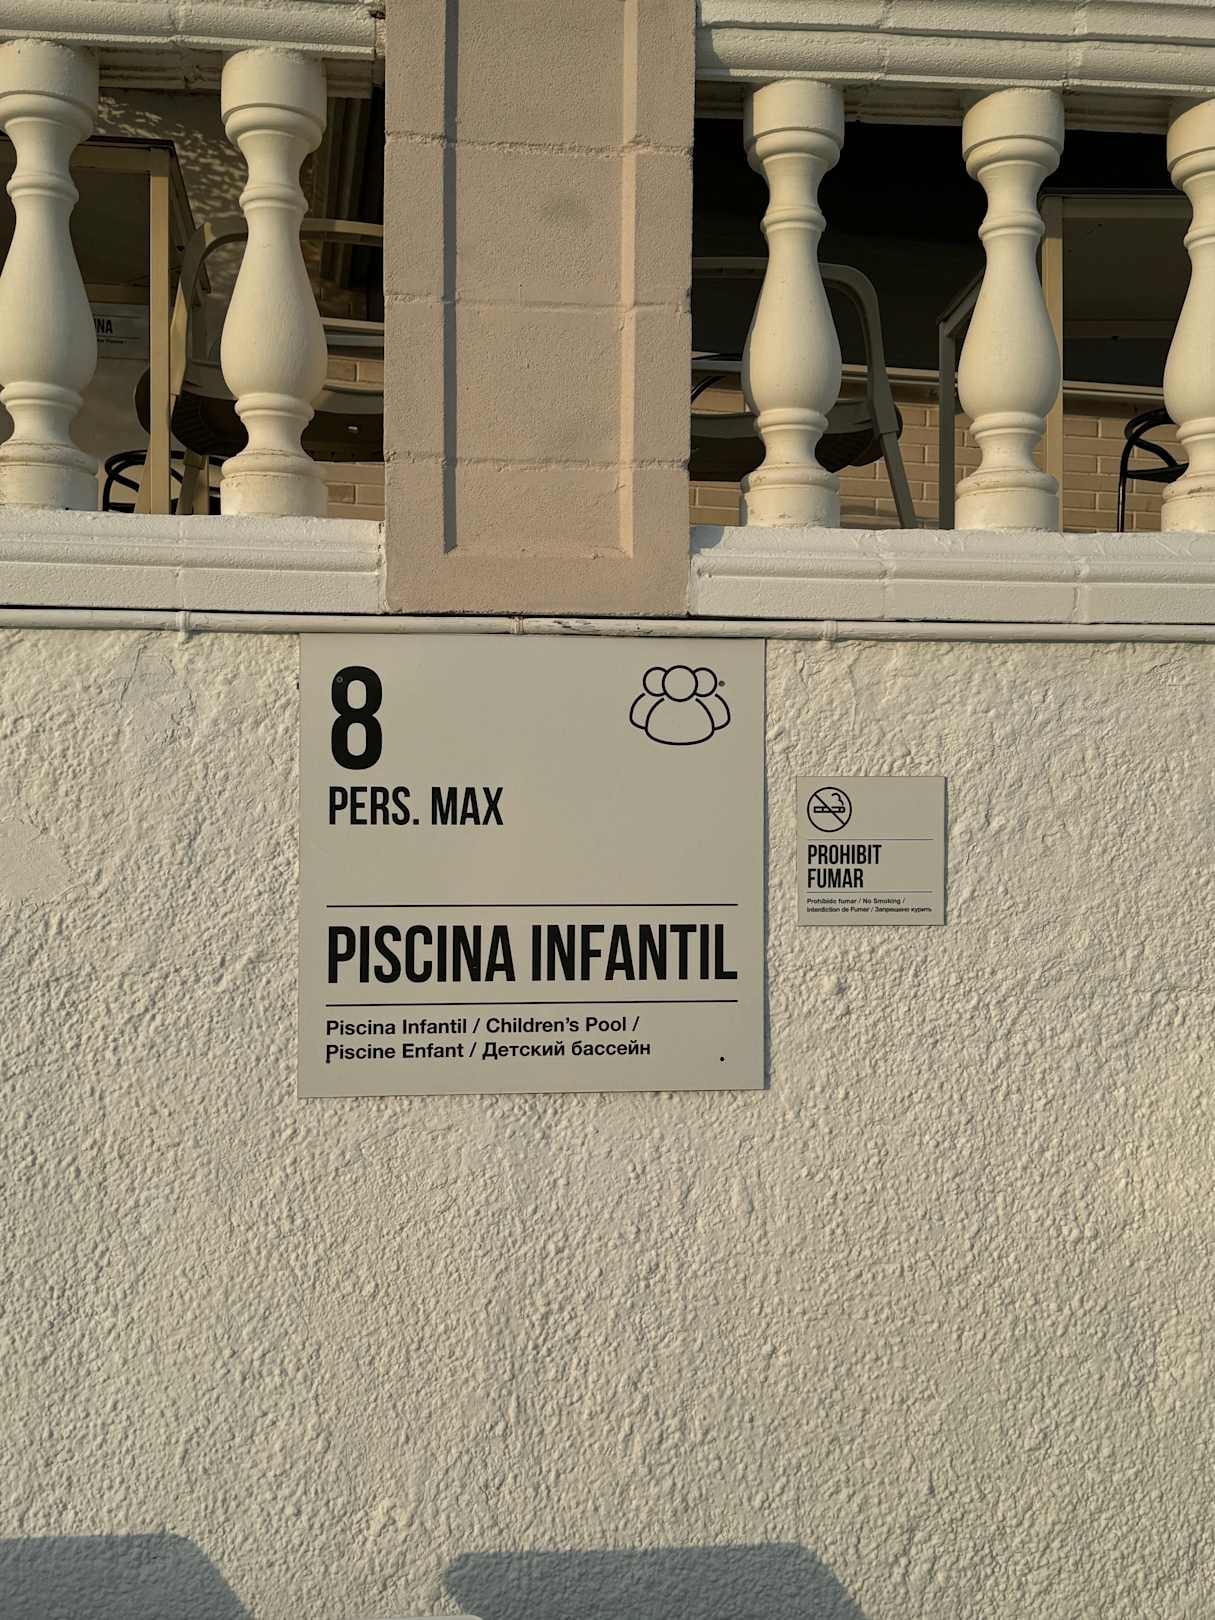 INA
8
PERS. MAX
PISCINA INFANTIL
Piscina Infantil / Children's Pool /
Piscine Enfant / Детский бассейн
PROHIBIT
FUMAR
Prohibido fumar / No Smoking /
Interdiction de Fumer / Запрещено курить